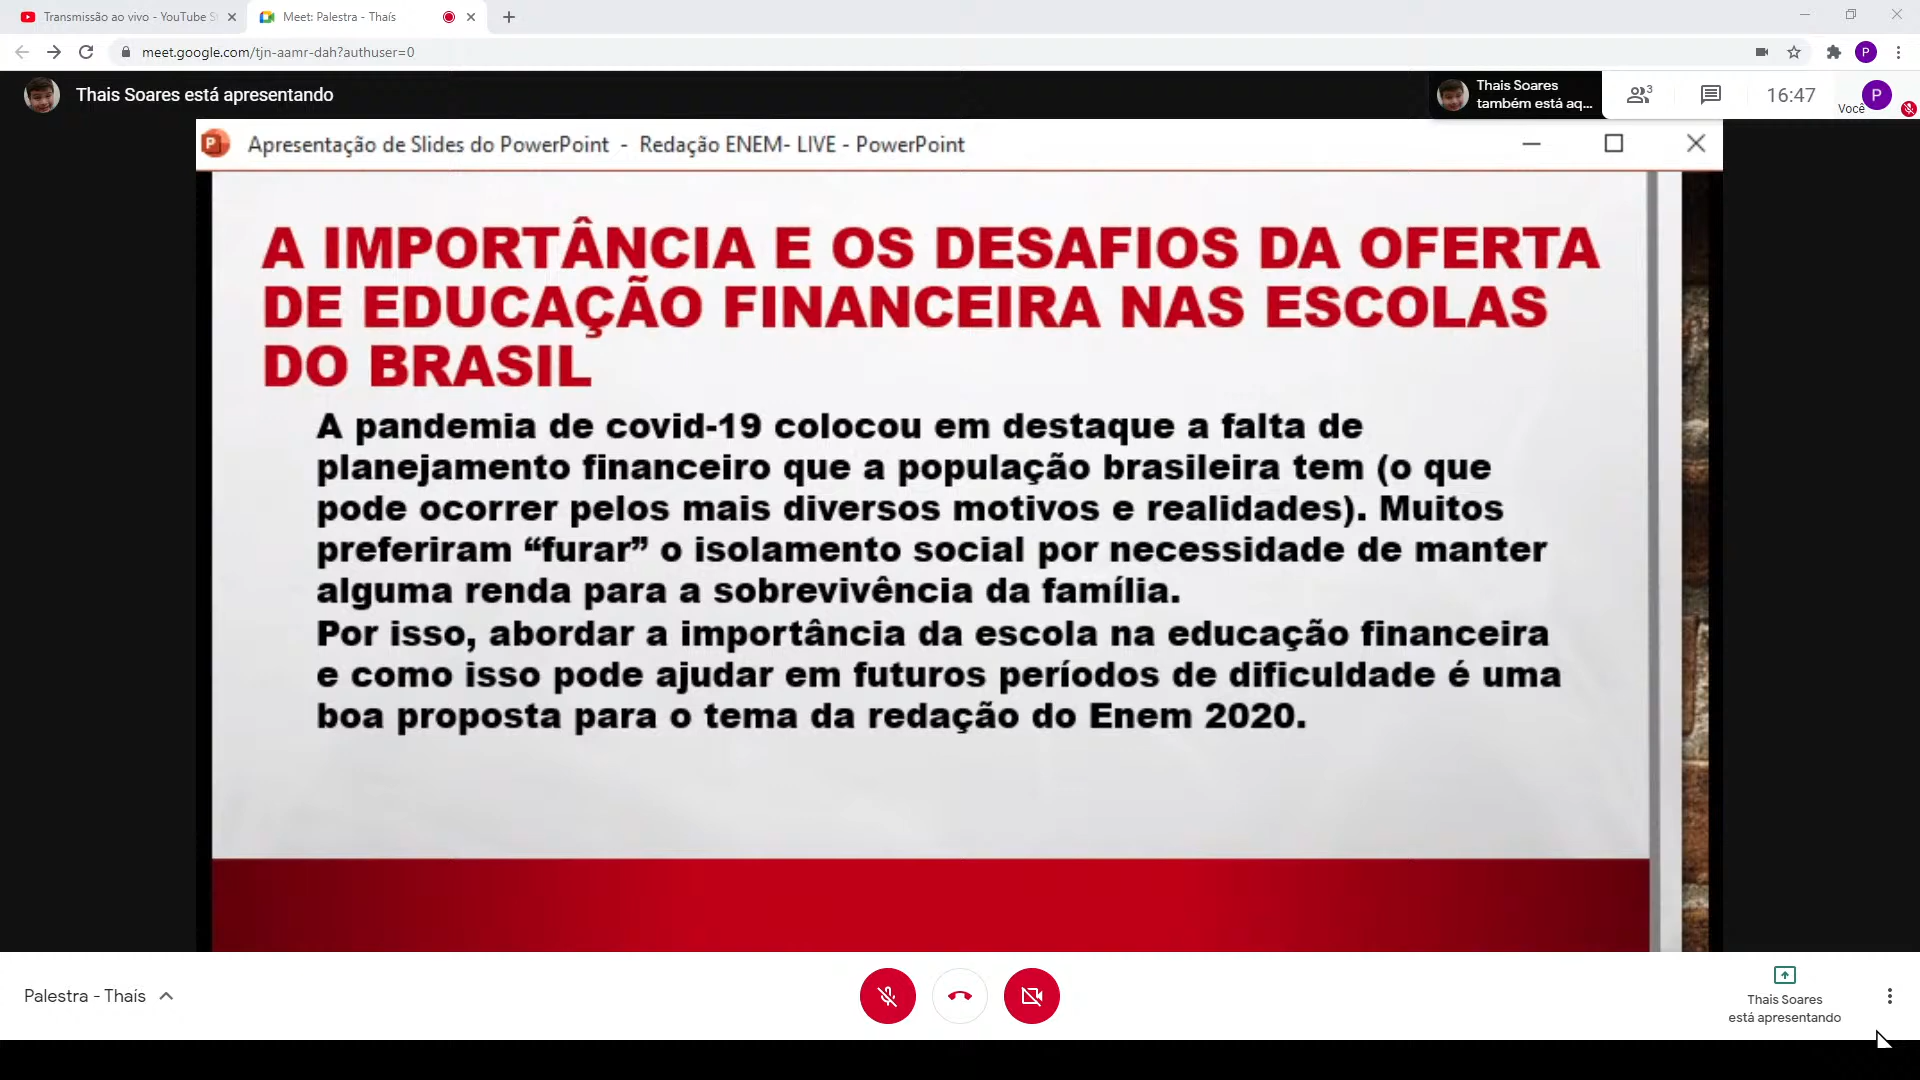 Transmissão ao vivo - YouTube S
Meet: Palestra - Thaís
meet.google.com/tjn-aamr-dah?authuser=0
P
Thais Soares está apresentando
Thais Soares
também está aq...
3
16:47
Você
P
Apresentação de Slides do PowerPoint - Redação ENEM- LIVE - PowerPoint
A IMPORTÂNCIA E OS DESAFIOS DA OFERTA
DE EDUCAÇÃO FINANCEIRA NAS ESCOLAS
DO BRASIL
A pandemia de covid-19 colocou em destaque a falta de
planejamento financeiro que a população brasileira tem (o que
pode ocorrer pelos mais diversos motivos e realidades). Muitos
preferiram “furar” o isolamento social por necessidade de manter
alguma renda para a sobrevivência da família.
Por isso, abordar a importância da escola na educação financeira
e como isso pode ajudar em futuros períodos de dificuldade é uma
boa proposta para o tema da redação do Enem 2020.
Palestra - Thaís
Thais Soares
está apresentando